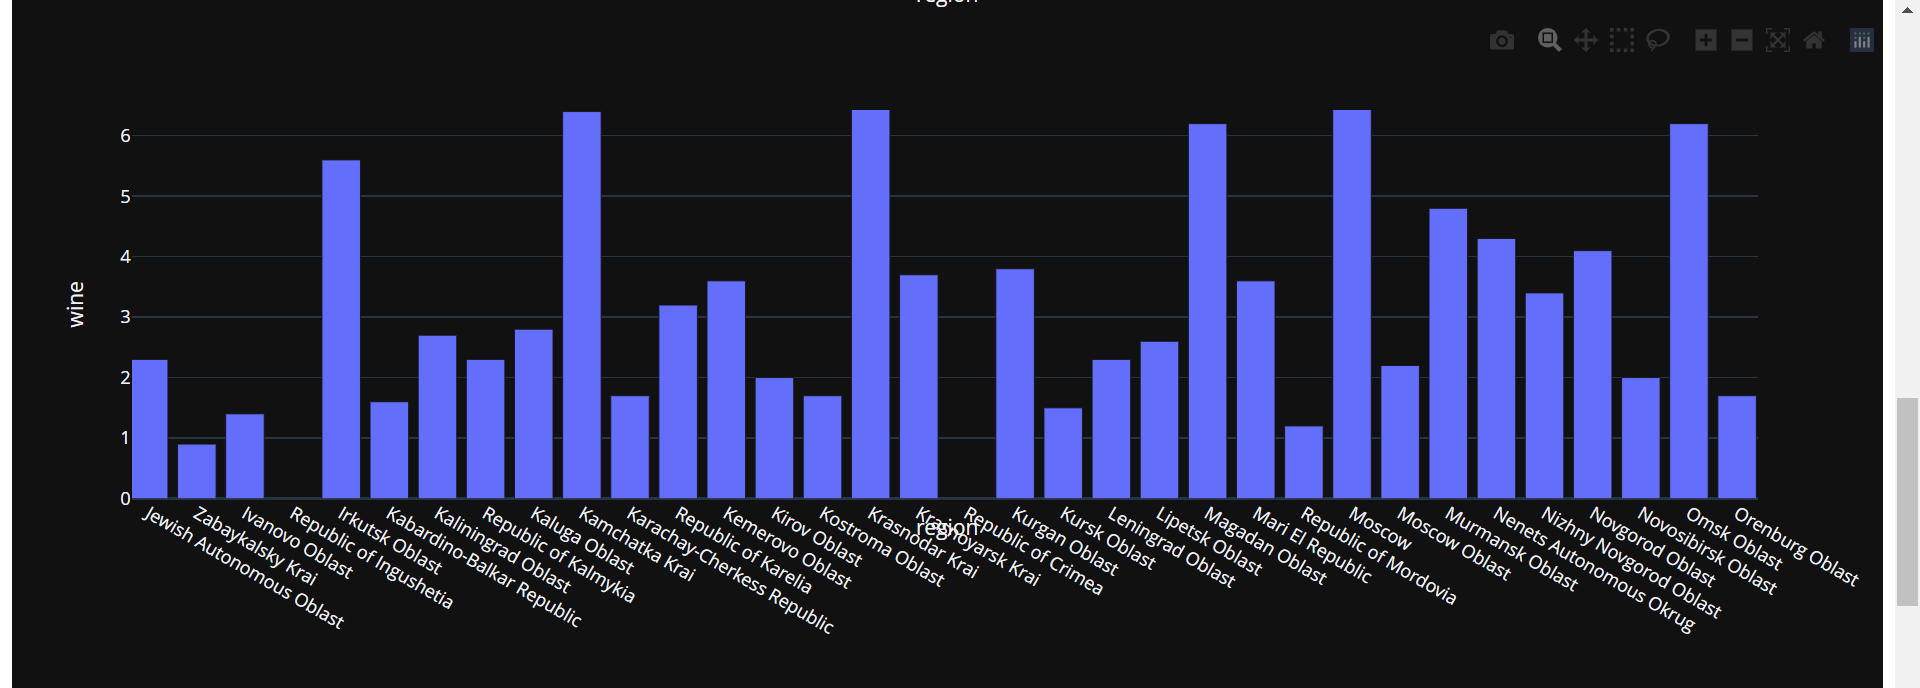 region
6
5
4
3
2
1
0
wine
Jewish Autonomous Oblast
Zabaykalsky Krai
Ivanovo Oblast
Republic of Ingushetia
Irkutsk Oblast
Kabardino-Balkar Republic
Kaliningrad Oblast
Republic of Kalmykia
Kaluga Oblast
Kamchatka Krai
Karachay-Cherkess Republic
Republic of Karelia
Kemerovo Oblast
Kirov Oblast
Kostroma Oblast
Krasnodar Krai
Krasnoyarsk Krai
Republic of Crimea
Kurgan Oblast
Kursk Oblast
Leningrad Oblast
Lipetsk Oblast
Magadan Oblast
Mari El Republic
Republic of Mordovia
Moscow
Moscow Oblast
Murmansk Oblast
Nenets Autonomous Okrug
Nizhny Novgorod Oblast
Novgorod Oblast
Novosibirsk Oblast
Omsk Oblast
Orenburg Oblast
region